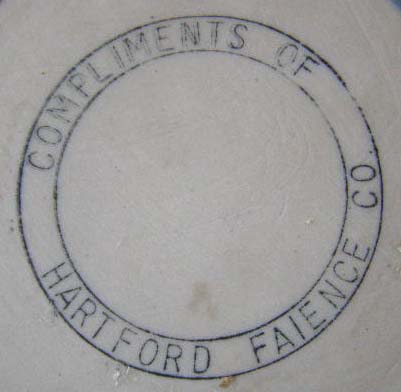 COMPLIMENTS OF
HARTFORD FAIENCE CO